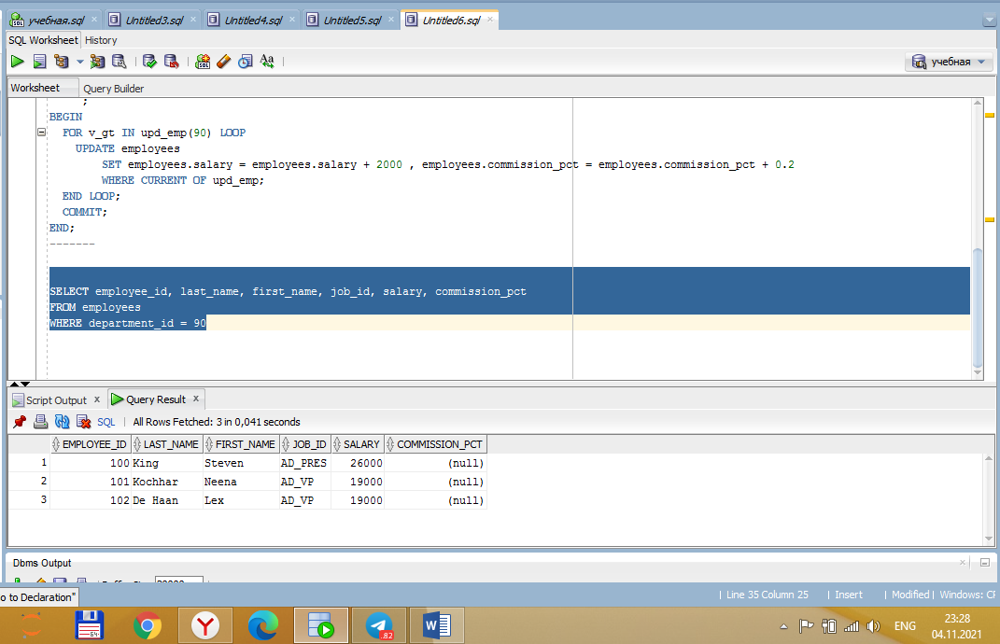 учебная.sql Untitled3.sql Untitled4.sql Untitled5.sql Untitled6.sql
SQL Worksheet History
учебная
Worksheet Query Builder
;
BEGIN
FOR v_gt IN upd_emp(90) LOOP
UPDATE employees
SET employees.salary = employees.salary + 2000 , employees.commission_pct = employees.commission_pct + 0.2
WHERE CURRENT OF upd_emp;
END LOOP;
COMMIT;
END;
-------
SELECT employee_id, last_name, first_name, job_id, salary, commission_pct
FROM employees
WHERE department_id = 90
Script Output Query Result
SQL All Rows Fetched: 3 in 0,041 seconds
EMPLOYEE_ID LAST_NAME FIRST_NAME JOB_ID SALARY COMMISSION_PCT
1 100 King Steven AD_PRES 26000 (null)
2 101 Kochhar Neena AD_VP 19000 (null)
3 102 De Haan Lex AD_VP 19000 (null)
Dbms Output
o to Declaration" Line 35 Column 25 Insert Modified Windows: CR
64 82 W ENG 23:28
04.11.2021